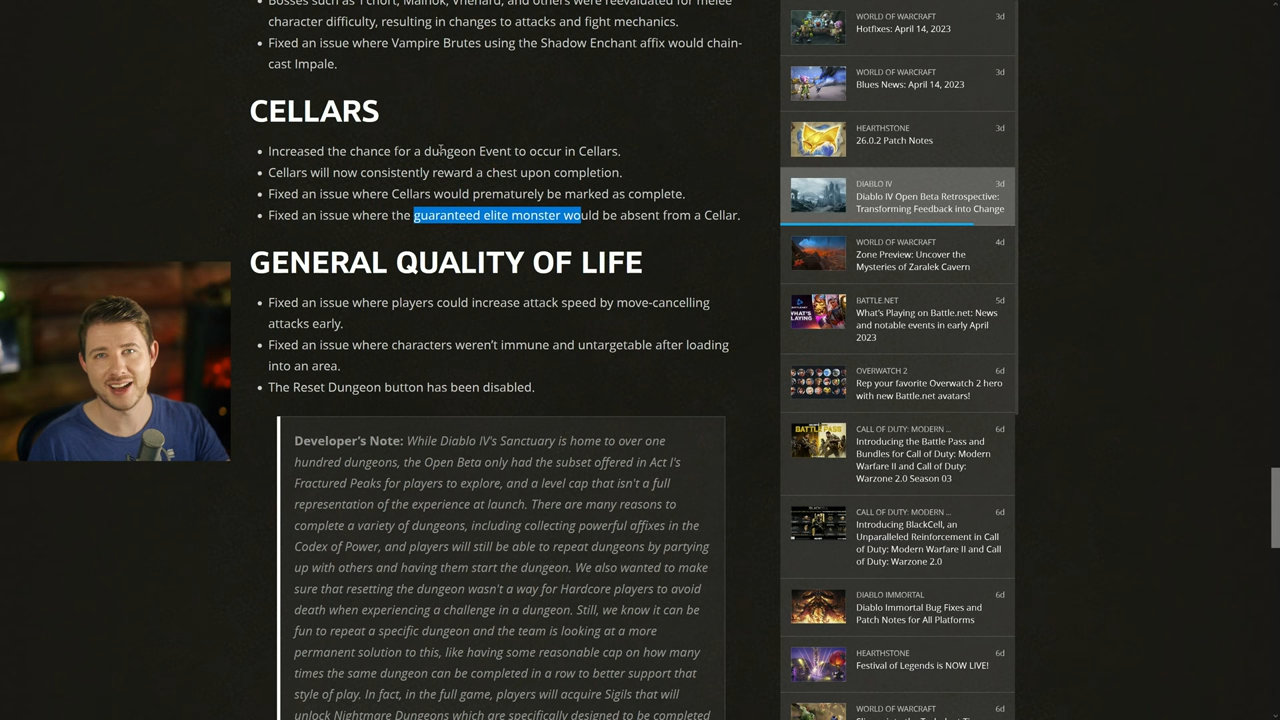 Bosses such as T'chort, Malnok, Vhenard, and others were reevaluated for melee
character difficulty, resulting in changes to attacks and fight mechanics.
Fixed an issue where Vampire Brutes using the Shadow Enchant affix would chain-
cast Impale.
CELLARS
Increased the chance for a dungeon Event to occur in Cellars.
Cellars will now consistently reward a chest upon completion.
Fixed an issue where Cellars would prematurely be marked as complete.
Fixed an issue where the guaranteed elite monster would be absent from a Cellar.
GENERAL QUALITY OF LIFE
Fixed an issue where players could increase attack speed by move-cancelling
attacks early.
Fixed an issue where characters weren't immune and untargetable after loading
into an area.
The Reset Dungeon button has been disabled.
Developer's Note: While Diablo IV's Sanctuary is home to over one
hundred dungeons, the Open Beta only had the subset offered in Act I's
Fractured Peaks for players to explore, and a level cap that isn't a full
representation of the experience at launch. There are many reasons to
complete a variety of dungeons, including collecting powerful affixes in the
Codex of Power, and players will still be able to repeat dungeons by partying
up with others and having them start the dungeon. We also wanted to make
sure that resetting the dungeon wasn't a way for Hardcore players to avoid
death when experiencing a challenge in a dungeon. Still, we know it can be
fun to repeat a specific dungeon and the team is looking at a more
permanent solution to this, like having some reasonable cap on how many
times the same dungeon can be completed in a row to better support that
style of play. In fact, in the full game, players will acquire Sigils that will
unlock Nightmare Dungeons which are specifically designed to be completed
WORLD OF WARCRAFT 3d
Hotfixes: April 14, 2023
WORLD OF WARCRAFT 3d
Blues News: April 14, 2023
HEARTHSTONE 3d
26.0.2 Patch Notes
DIABLO IV 3d
Diablo IV Open Beta Retrospective:
Transforming Feedback into Change
WORLD OF WARCRAFT 4d
Zone Preview: Uncover the
Mysteries of Zaralek Cavern
BATTLE.NET 5d
What's Playing on Battle.net: News
and notable events in early April
2023
OVERWATCH 2 6d
Rep your favorite Overwatch 2 hero
with new Battle.net avatars!
CALL OF DUTY: MODERN ... 6d
Introducing the Battle Pass and
Bundles for Call of Duty: Modern
Warfare II and Call of Duty:
Warzone 2.0 Season 03
CALL OF DUTY: MODERN ... 6d
Introducing BlackCell, an
Unparalleled Reinforcement in Call
of Duty: Modern Warfare II and Call
of Duty: Warzone 2.0
DIABLO IMMORTAL 6d
Diablo Immortal Bug Fixes and
Patch Notes for All Platforms
HEARTHSTONE 6d
Festival of Legends is NOW LIVE!
WORLD OF WARCRAFT 6d